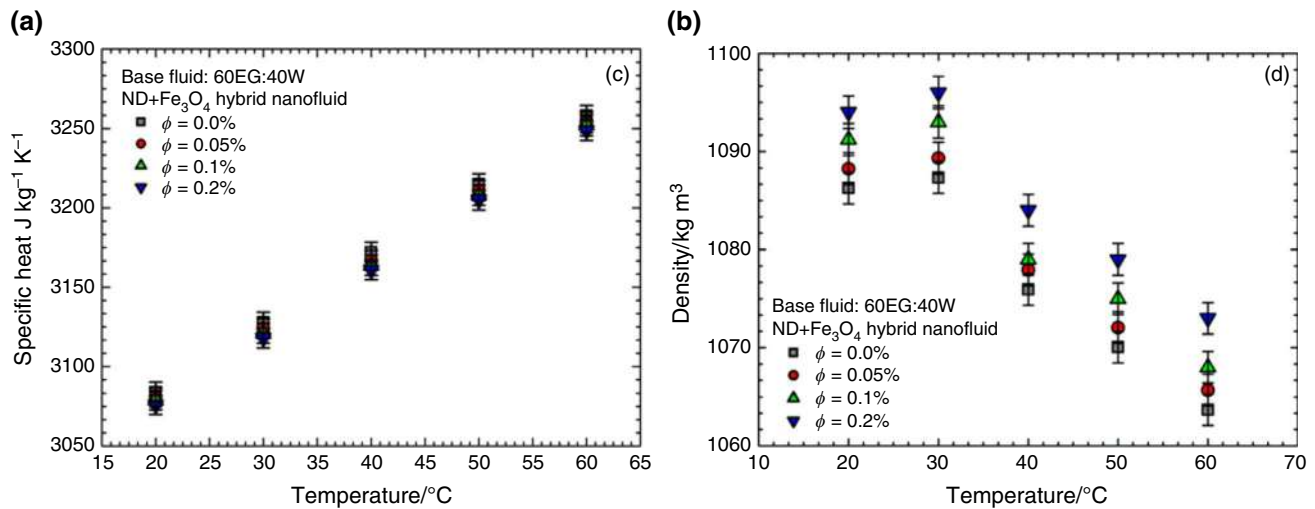 (a)
3300
3250
3200
3150
3100
3050
Specific heat J kg⁻¹ K⁻¹
Base fluid: 60EG:40W
ND+Fe₃O₄ hybrid nanofluid
ϕ = 0.0%
ϕ = 0.05%
ϕ = 0.1%
ϕ = 0.2%
(c)
15 20 25 30 35 40 45 50 55 60 65
Temperature/°C
(b)
1100
1090
1080
1070
1060
Density/kg m³
(d)
Base fluid: 60EG:40W
ND+Fe₃O₄ hybrid nanofluid
ϕ = 0.0%
ϕ = 0.05%
ϕ = 0.1%
ϕ = 0.2%
10 20 30 40 50 60 70
Temperature/°C